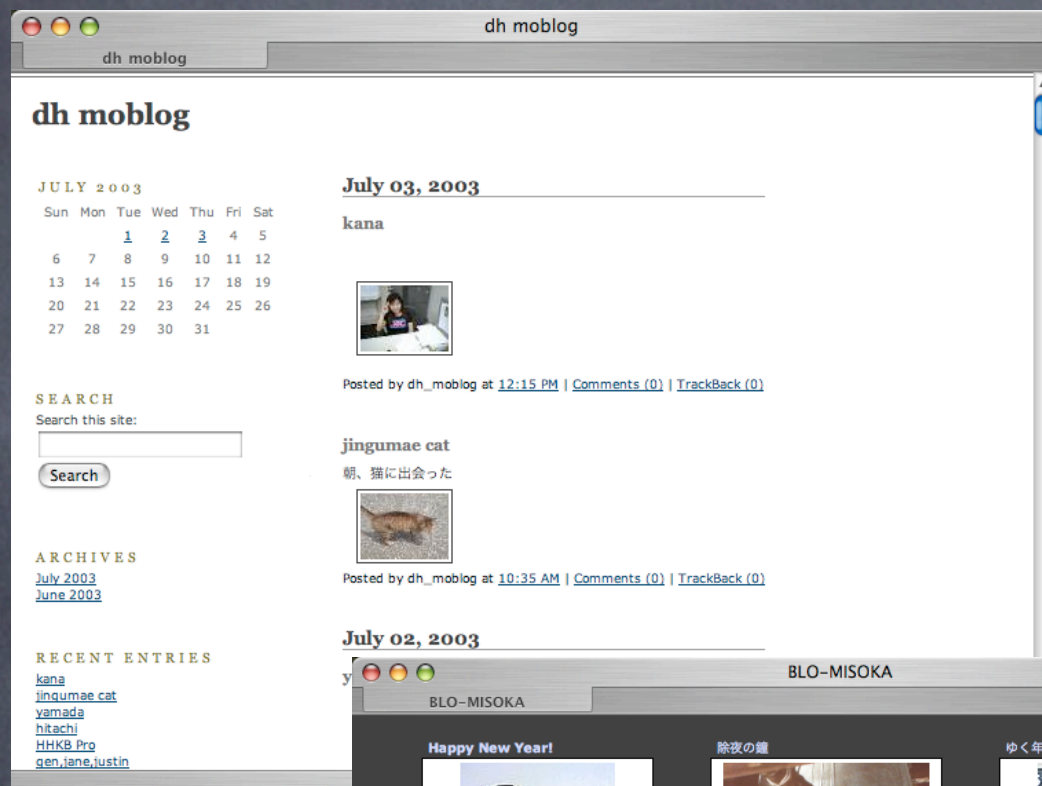 dh moblog
dh moblog
dh moblog
JULY 2003
Sun Mon Tue Wed Thu Fri Sat
1 2 3 4 5
6 7 8 9 10 11 12
13 14 15 16 17 18 19
20 21 22 23 24 25 26
27 28 29 30 31
SEARCH
Search this site:
Search
ARCHIVES
July 2003
June 2003
RECENT ENTRIES
kana
jingumae cat
yamada
hitachi
HHKB Pro
gen,jane,justin
July 03, 2003
kana
Posted by dh_moblog at 12:15 PM | Comments (0) | TrackBack (0)
jingumae cat
朝、猫に出会った
Posted by dh_moblog at 10:35 AM | Comments (0) | TrackBack (0)
July 02, 2003
y
BLO-MISOKA
BLO-MISOKA
Happy New Year!
除夜の鐘
ゆく年